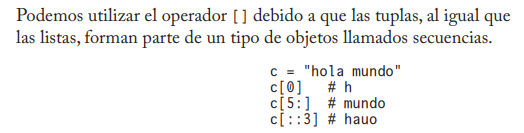 Podemos utilizar el operador [] debido a que las tuplas, al igual que
las listas, forman parte de un tipo de objetos llamados secuencias.
c = "hola mundo"
c[0] # h
c[5:] # mundo
c[::3] # hauo